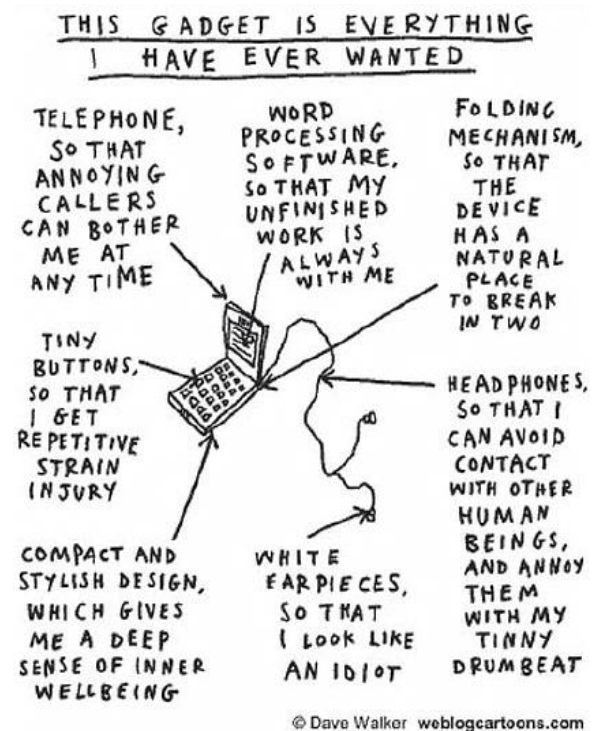 THIS GADGET IS EVERYTHING
I HAVE EVER WANTED
TELEPHONE,
SO THAT
ANNOYING
CALLERS
CAN BOTHER
ME AT
ANY TIME
WORD
PROCESSING
SOFTWARE,
SO THAT MY
UNFINISHED
WORK IS
ALWAYS
WITH ME
FOLDING
MECHANISM,
SO THAT
THE
DEVICE
HAS A
NATURAL
PLACE
TO BREAK
IN TWO
TINY
BUTTONS,
SO THAT
I GET
REPETITIVE
STRAIN
INJURY
HEADPHONES,
SO THAT I
CAN AVOID
CONTACT
WITH OTHER
HUMAN
BEINGS,
AND ANNOY
THEM
WITH MY
TINNY
DRUMBEAT
COMPACT AND
STYLISH DESIGN,
WHICH GIVES
ME A DEEP
SENSE OF INNER
WELLBEING
WHITE
EARPIECES,
SO THAT
I LOOK LIKE
AN IDIOT
© Dave Walker weblogcartoons.com